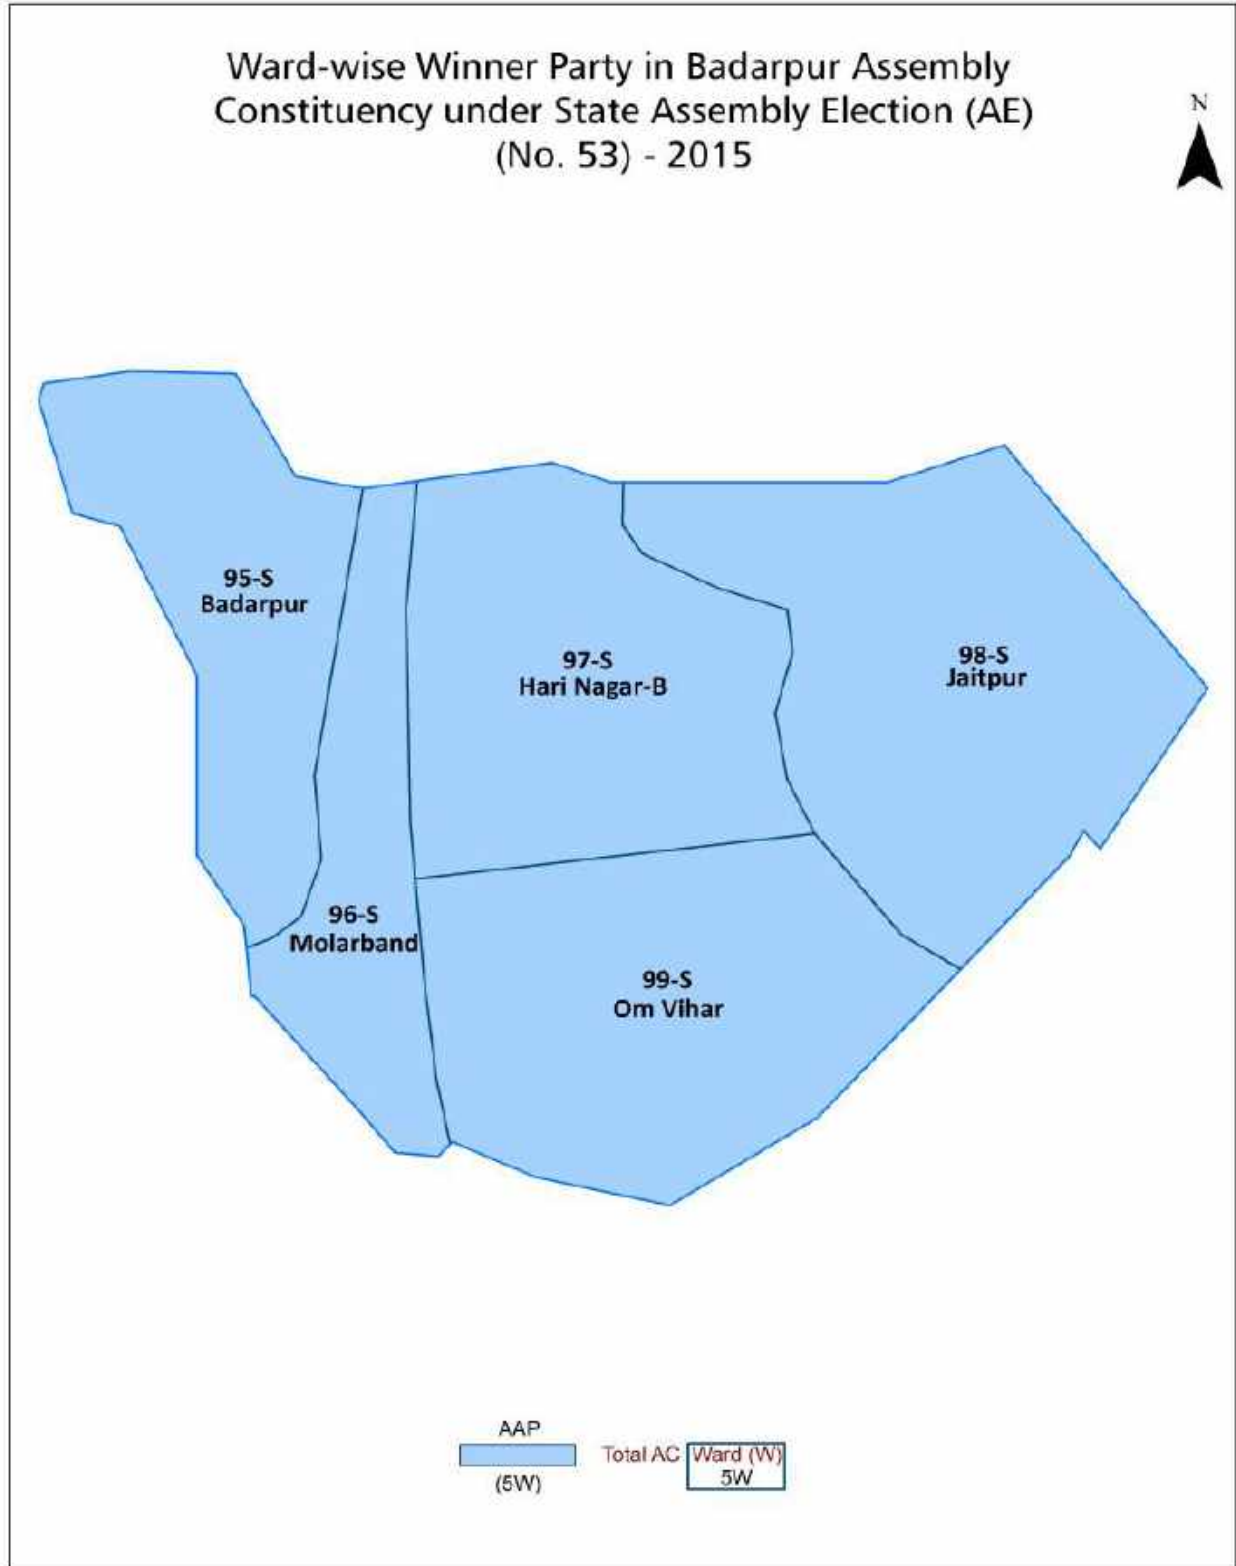 Ward-wise Winner Party in Badarpur Assembly
Constituency under State Assembly Election (AE)
(No. 53) - 2015
N
95-S
Badarpur
97-S
Hari Nagar-B
98-S
Jaitpur
96-S
Molarband
99-S
Om Vihar
AAP
(5W)
Total AC
Ward (W)
5W